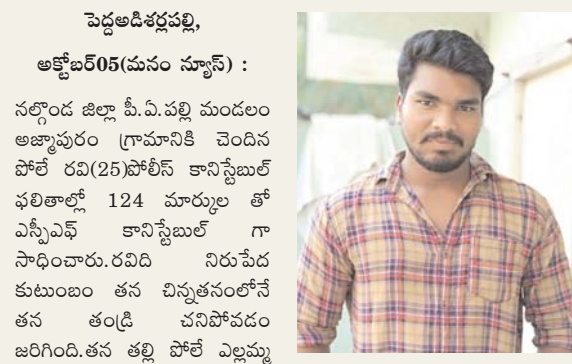 పెద్దఅడిశర్లపల్లి,
అక్టోబర్05(మనం న్యూస్) :
నల్గొండ జిల్లా పీ.ఏ.పల్లి మండలం
అజ్మాపురం గ్రామానికి చెందిన
పోలే రవి(25)పోలీస్ కానిస్టేబుల్
ఫలితాల్లో 124 మార్కుల తో
ఎస్పీఎఫ్ కానిస్టేబుల్ గా
సాధించారు.రవిది నిరుపేద
కుటుంబం తన చిన్నతనంలోనే
తన తండ్రి చనిపోవడం
జరిగింది.తన తల్లి పోలే ఎల్లమ్మ